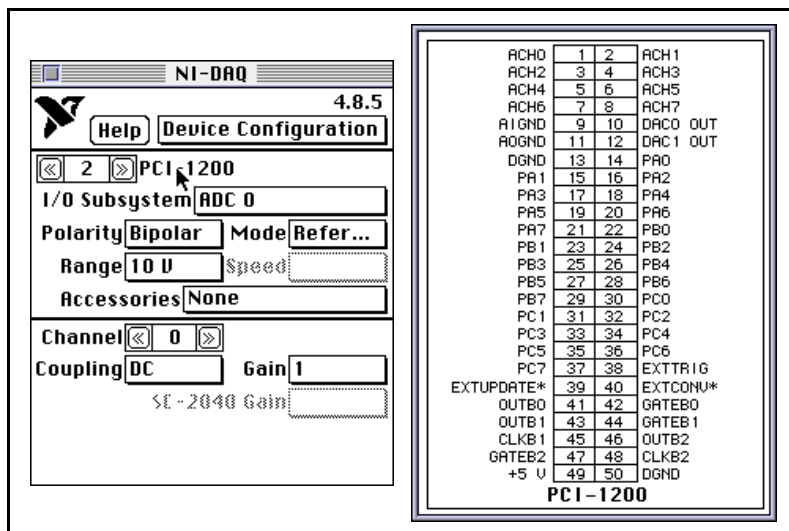 NI-DAQ
4.8.5
Help Device Configuration
2 PCI-1200
I/O Subsystem ADC 0
Polarity Bipolar Mode Refer...
Range 10 V Speed
Accessories None
Channel 0
Coupling DC Gain 1
SC-2040 Gain
ACH0 1 2 ACH1
ACH2 3 4 ACH3
ACH4 5 6 ACH5
ACH6 7 8 ACH7
AIGND 9 10 DAC0 OUT
AOGND 11 12 DAC1 OUT
DGND 13 14 PA0
PA1 15 16 PA2
PA3 17 18 PA4
PA5 19 20 PA6
PA7 21 22 PB0
PB1 23 24 PB2
PB3 25 26 PB4
PB5 27 28 PB6
PB7 29 30 PC0
PC1 31 32 PC2
PC3 33 34 PC4
PC5 35 36 PC6
PC7 37 38 EXTTRIG
EXTUPDATE* 39 40 EXTCONV*
OUTB0 41 42 GATEB0
OUTB1 43 44 GATEB1
CLKB1 45 46 OUTB2
GATEB2 47 48 CLKB2
+5 V 49 50 DGND
PCI-1200